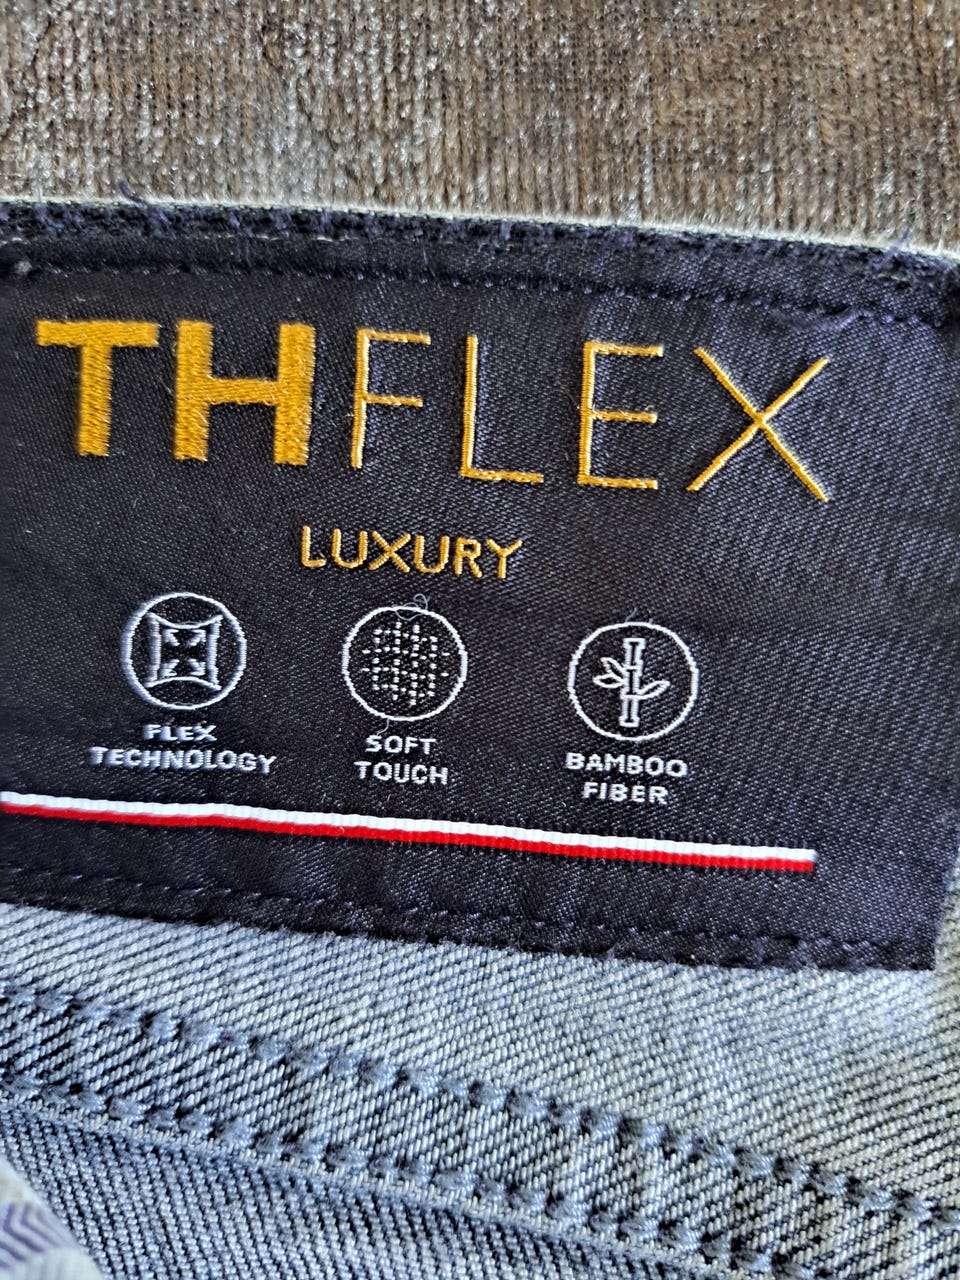 THFLEX
LUXURY
FLEX
TECHNOLOGY
SOFT
TOUCH
BAMBOO
FIBER